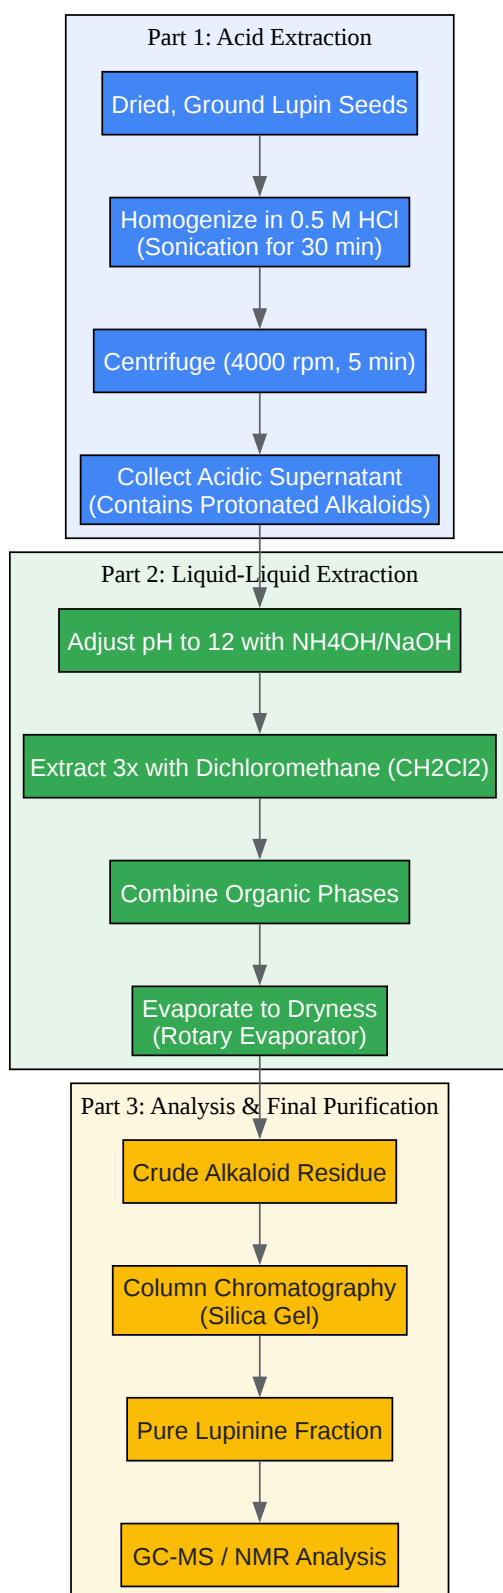 Part 1: Acid Extraction
Dried, Ground Lupin Seeds
Homogenize in 0.5 M HCl
(Sonication for 30 min)
Centrifuge (4000 rpm, 5 min)
Collect Acidic Supernatant
(Contains Protonated Alkaloids)
Part 2: Liquid-Liquid Extraction
Adjust pH to 12 with NH4OH/NaOH
Extract 3x with Dichloromethane (CH2Cl2)
Combine Organic Phases
Evaporate to Dryness
(Rotary Evaporator)
Part 3: Analysis & Final Purification
Crude Alkaloid Residue
Column Chromatography
(Silica Gel)
Pure Lupinine Fraction
GC-MS / NMR Analysis